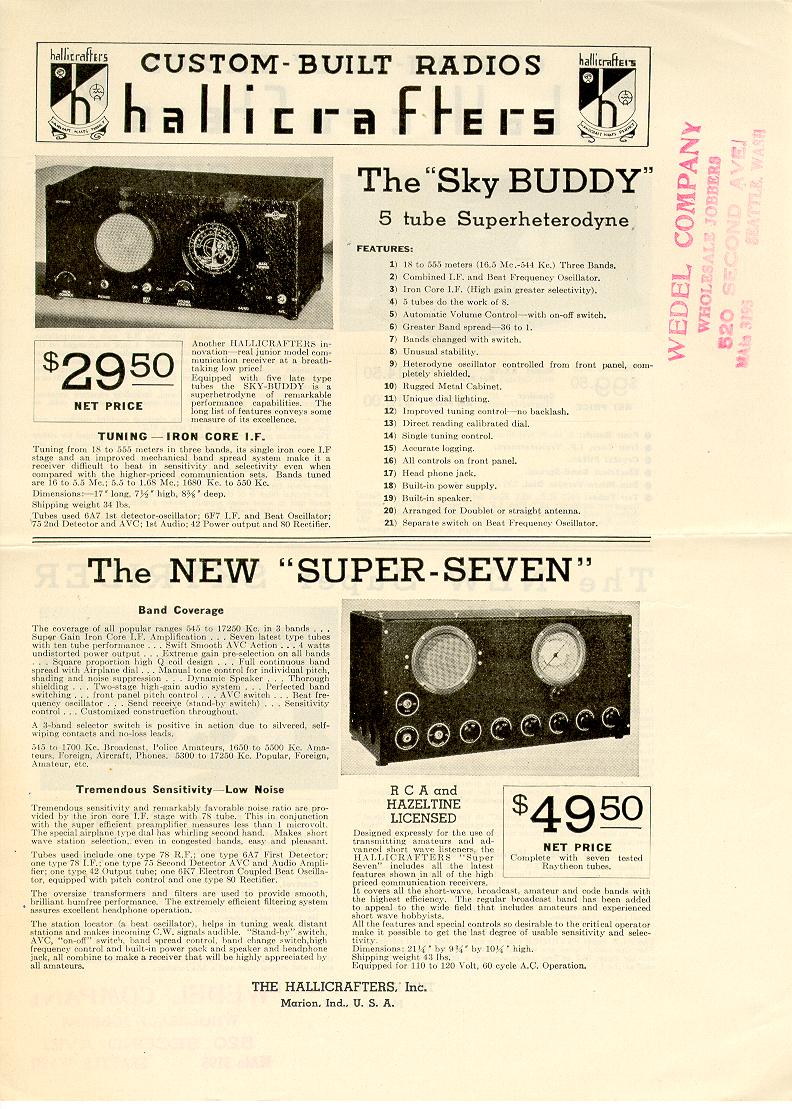 hallicrafters
CUSTOM-BUILT RADIOS
hallicrafters
hallicrafters
The "Sky BUDDY"
5 tube Superheterodyne
FEATURES:
1) 18 to 555 meters (16.5 Mc.-544 Kc.) Three Bands.
2) Combined I.F. and Beat Frequency Oscillator.
3) Iron Core I.F. (High gain greater selectivity).
4) 5 tubes do the work of 8.
5) Automatic Volume Control—with on-off switch.
6) Greater Band spread—36 to 1.
7) Bands changed with switch.
8) Unusual stability.
9) Heterodyne oscillator controlled from front panel, com-
pletely shielded.
10) Rugged Metal Cabinet.
11) Unique dial lighting.
12) Improved tuning control—no backlash.
13) Direct reading calibrated dial.
14) Single tuning control.
15) Accurate logging.
16) All controls on front panel.
17) Head phone jack.
18) Built-in power supply.
19) Built-in speaker.
20) Arranged for Doublet or straight antenna.
21) Separate switch on Beat Frequency Oscillator.
$29 50
NET PRICE
Another HALLICRAFTERS in-
novation—real junior model com-
munication receiver at a breath-
taking low price!
Equipped with five late type
tubes the SKY-BUDDY is a
superhetrodyne of remarkable
performance capabilities. The
long list of features conveys some
measure of its excellence.
TUNING — IRON CORE I.F.
Tuning from 18 to 555 meters in three bands, its single iron core I.F
stage and an improved mechanical band spread system make it a
receiver difficult to beat in sensitivity and selectivity even when
compared with the higher-priced communication sets. Bands tuned
are 16 to 5.5 Mc.; 5.5 to 1.68 Mc.; 1680 Kc. to 550 Kc.
Dimensions:—17" long, 7½" high, 8⅝" deep.
Shipping weight 34 lbs.
Tubes used 6A7 1st detector-oscillator; 6F7 I.F. and Beat Oscillator;
75 2nd Detector and AVC; 1st Audio; 42 Power output and 80 Rectifier.
WEDEL COMPANY
WHOLESALE JOBBERS
520 SECOND AVE.
MAin 3195 SEATTLE, WASH
The NEW "SUPER-SEVEN"
Band Coverage
The coverage of all popular ranges 545 to 17250 Kc. in 3 bands . . .
Super Gain Iron Core I.F. Amplification . . . Seven latest type tubes
with ten tube performance . . . Swift Smooth AVC Action . . . 4 watts
undistorted power output . . . Extreme gain pre-selection on all bands
. . . Square proportion high Q coil design . . . Full continuous band
spread with Airplane dial . . . Manual tone control for individual pitch,
shading and noise suppression . . . Dynamic Speaker . . . Thorough
shielding . . . Two-stage high-gain audio system . . . Perfected band
switching . . . front panel pitch control . . . AVC switch . . . Beat fre-
quency oscillator . . . Send receive (stand-by switch) . . . Sensitivity
control . . . Customized construction throughout.
A 3-band selector switch is positive in action due to silvered, self-
wiping contacts and no-loss leads.
545 to 1700 Kc. Broadcast, Police Amateurs, 1650 to 5500 Kc. Ama-
teurs, Foreign, Aircraft, Phones. 5300 to 17250 Kc. Popular, Foreign,
Amateur, etc.
Tremendous Sensitivity—Low Noise
Tremendous sensitivity and remarkably favorable noise ratio are pro-
vided by the iron core I.F. stage with 78 tube. This in conjunction
with the super efficient preamplifier measures less than 1 microvolt.
The special airplane type dial has whirling second hand. Makes short
wave station selection, even in congested bands, easy and pleasant.
Tubes used include one type 78 R.F.; one type 6A7 First Detector;
one type 78 I.F.; one type 75 Second Detector AVC and Audio Ampli-
fier; one type 42 Output tube; one 6K7 Electron Coupled Beat Oscilla-
tor, equipped with pitch control and one type 80 Rectifier.
The oversize transformers and filters are used to provide smooth,
brilliant humfree performance. The extremely efficient filtering system
assures excellent headphone operation.
The station locator (a beat oscillator), helps in tuning weak distant
stations and makes incoming C.W. signals audible. "Stand-by" switch,
AVC, "on-off" switch, band spread control, band change switch, high
frequency control and built-in power pack and speaker and headphone
jack, all combine to make a receiver that will be highly appreciated by
all amateurs.
R C A and
HAZELTINE
LICENSED
$49 50
NET PRICE
Complete with seven tested
Raytheon tubes.
Designed expressly for the use of
transmitting amateurs and ad-
vanced short wave listeners, the
HALLICRAFTERS "Super
Seven" includes all the latest
features shown in all of the high
priced communication receivers.
It covers all the short-wave, broadcast, amateur and code bands with
the highest efficiency. The regular broadcast band has been added
to appeal to the wide field that includes amateurs and experienced
short wave hobbyists.
All the features and special controls so desirable to the critical operator
make it possible to get the last degree of usable sensitivity and selec-
tivity.
Dimensions: 21¼" by 9¾" by 10¼" high.
Shipping weight 43 lbs.
Equipped for 110 to 120 Volt, 60 cycle A.C. Operation.
THE HALLICRAFTERS, Inc.
Marion, Ind., U. S. A.